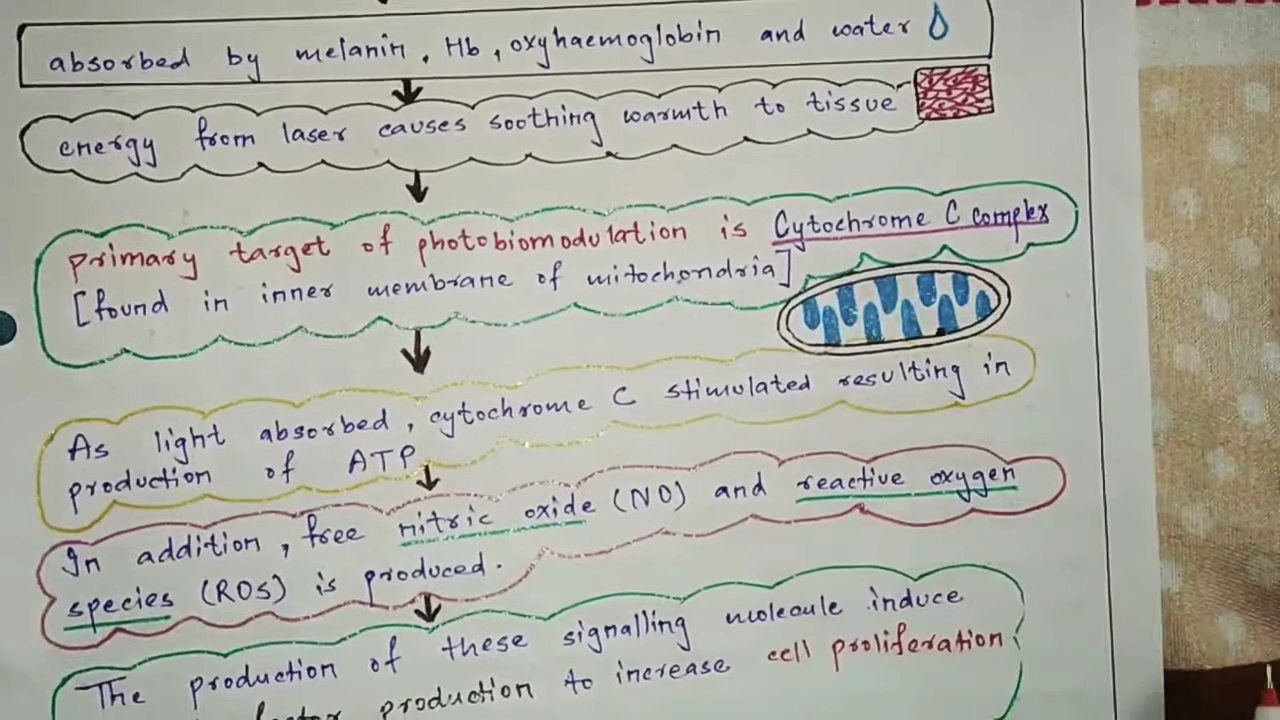 absorbed by melanin, Hb, oxyhaemoglobin and water
energy from laser causes soothing warmth to tissue
Primary target of photobiomodulation is Cytochrome C complex
[found in inner membrane of mitochondria]
As light absorbed, cytochrome C stimulated resulting in
production of ATP
In addition, free nitric oxide (NO) and reactive oxygen
species (ROS) is produced.
The production of these signalling molecule induce
factor production to increase cell proliferation